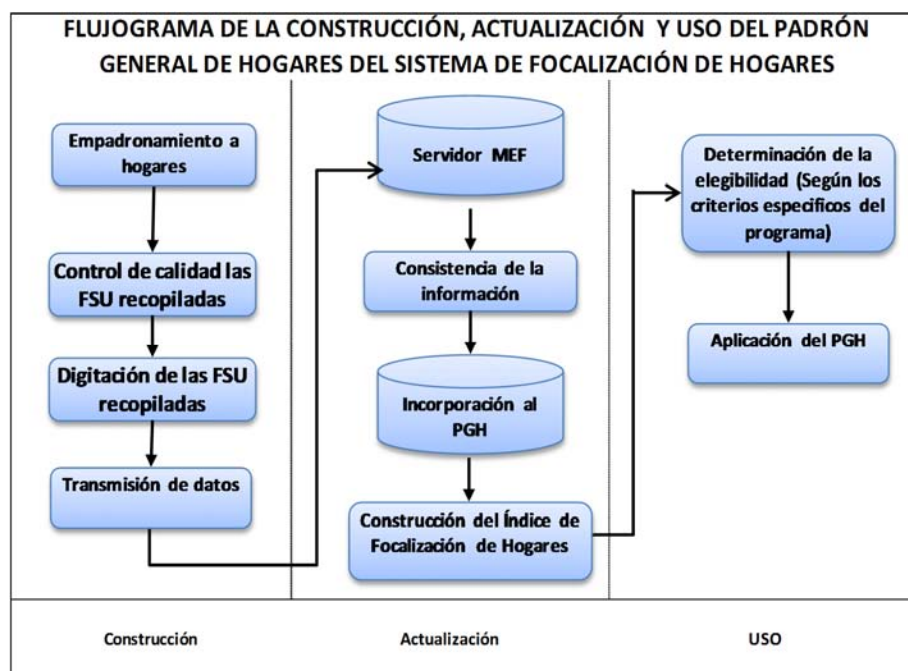 FLUJOGRAMA DE LA CONSTRUCCIÓN, ACTUALIZACIÓN Y USO DEL PADRÓN
GENERAL DE HOGARES DEL SISTEMA DE FOCALIZACIÓN DE HOGARES
Empadronamiento a
hogares
Control de calidad las
FSU recopiladas
Digitación de las FSU
recopiladas
Transmisión de datos
Servidor MEF
Consistencia de la
información
Incorporación al
PGH
Construcción del Índice de
Focalización de Hogares
Determinación de la
elegibilidad (Según los
criterios especificos del
programa)
Aplicación del PGH
Construcción
Actualización
USO